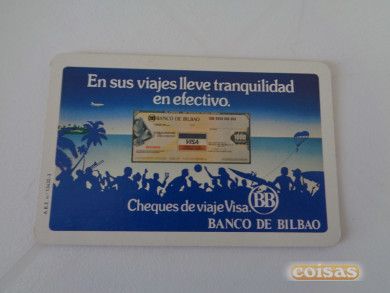 En sus viajes lleve tranquilidad
en efectivo.
BANCO DE BILBAO
VISA
Cheques de viaje Visa.
BB
BANCO DE BILBAO
coisas